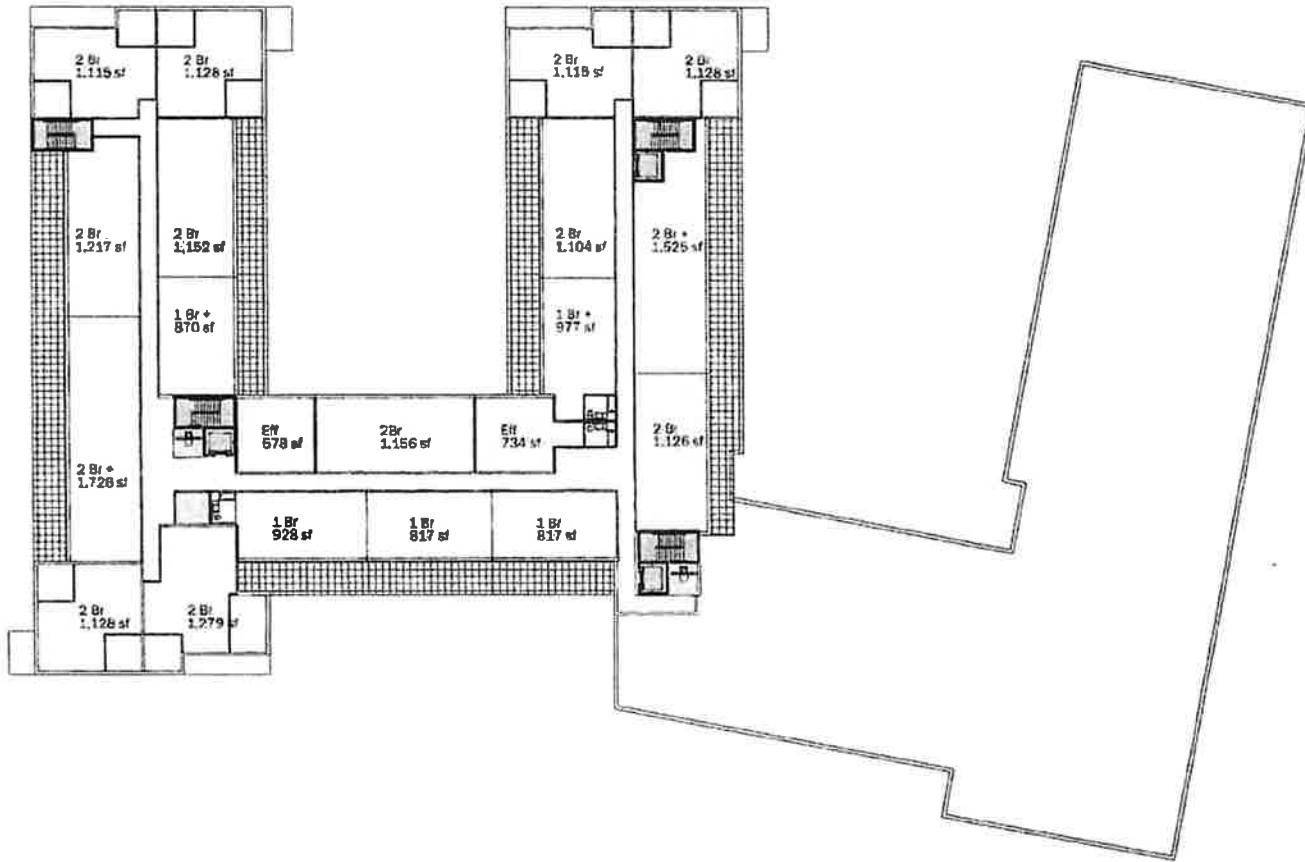 2 Br
1,115 sf
2 Br
1,128 sf
2 Br
1,115 sf
2 Br
1,128 sf
2 Br
1,217 sf
2 Br
1,152 sf
2 Br
1,104 sf
2 Br +
1,525 sf
1 Br +
870 sf
1 Br +
977 sf
Eff
678 sf
2Br
1,156 sf
Eff
734 sf
2 Br
1,126 sf
2 Br +
1,728 sf
1 Br
928 sf
1 Br
817 sf
1 Br
817 sf
2 Br
1,128 sf
2 Br
1,279 sf